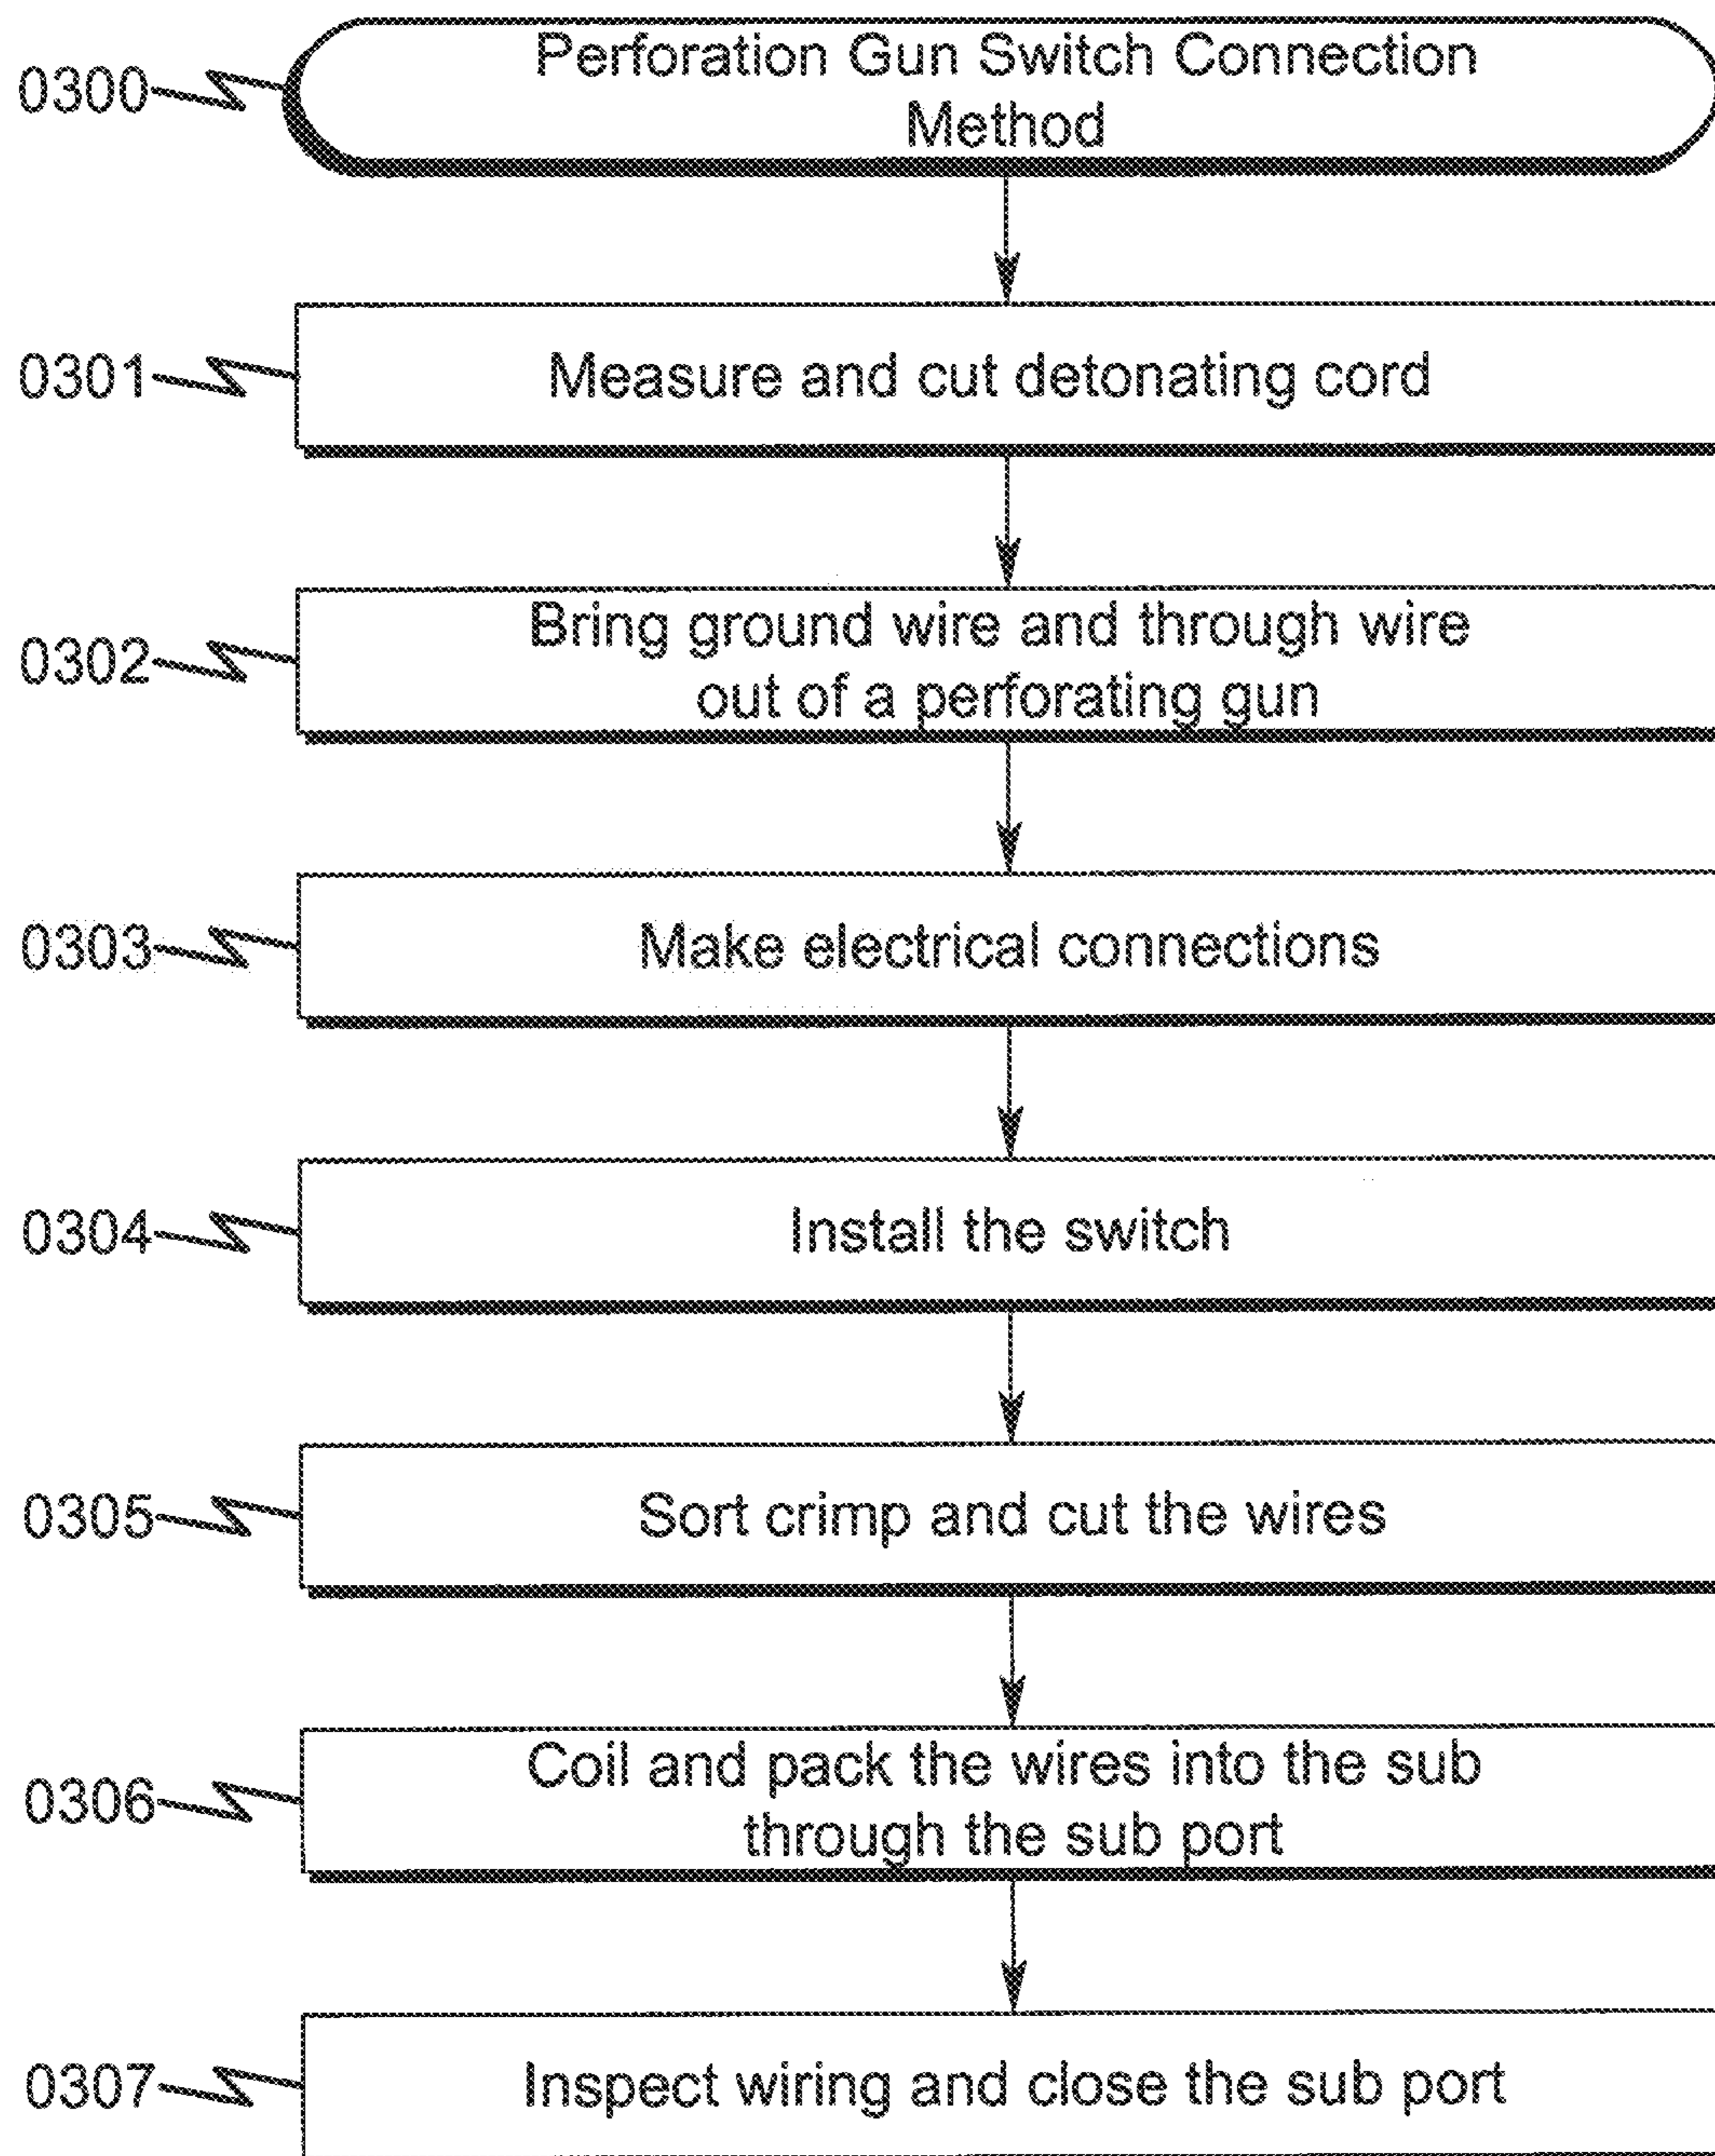 0300
Perforation Gun Switch Connection
Method
0301
Measure and cut detonating cord
0302
Bring ground wire and through wire
out of a perforating gun
0303
Make electrical connections
0304
Install the switch
0305
Sort crimp and cut the wires
0306
Coil and pack the wires into the sub
through the sub port
0307
Inspect wiring and close the sub port